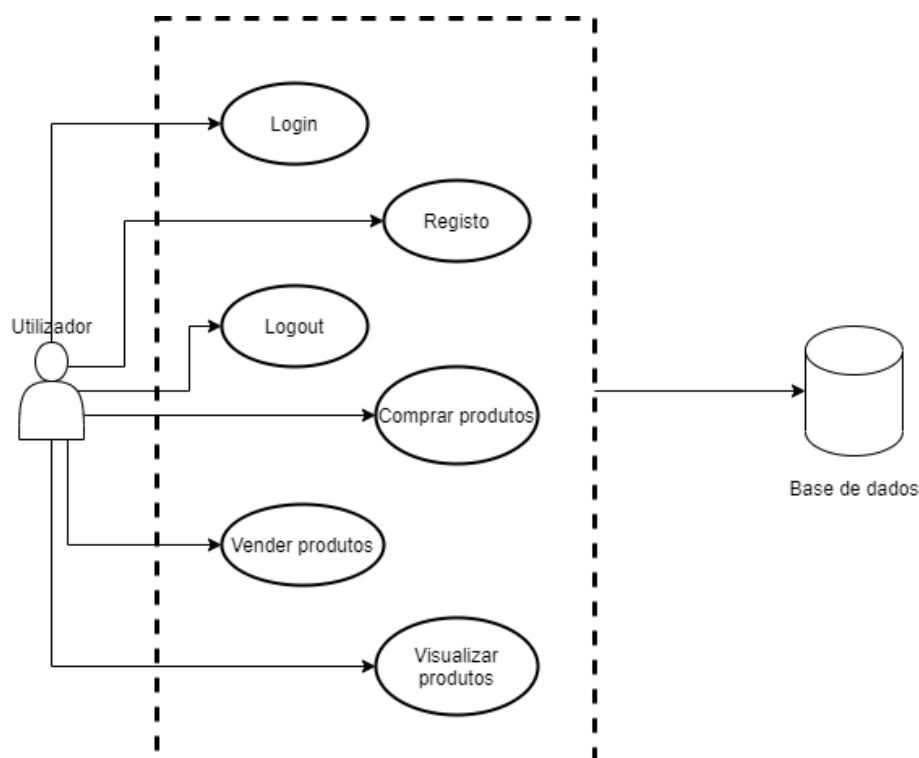 Login
Registo
Utilizador
Logout
Comprar produtos
Base de dados
Vender produtos
Visualizar
produtos